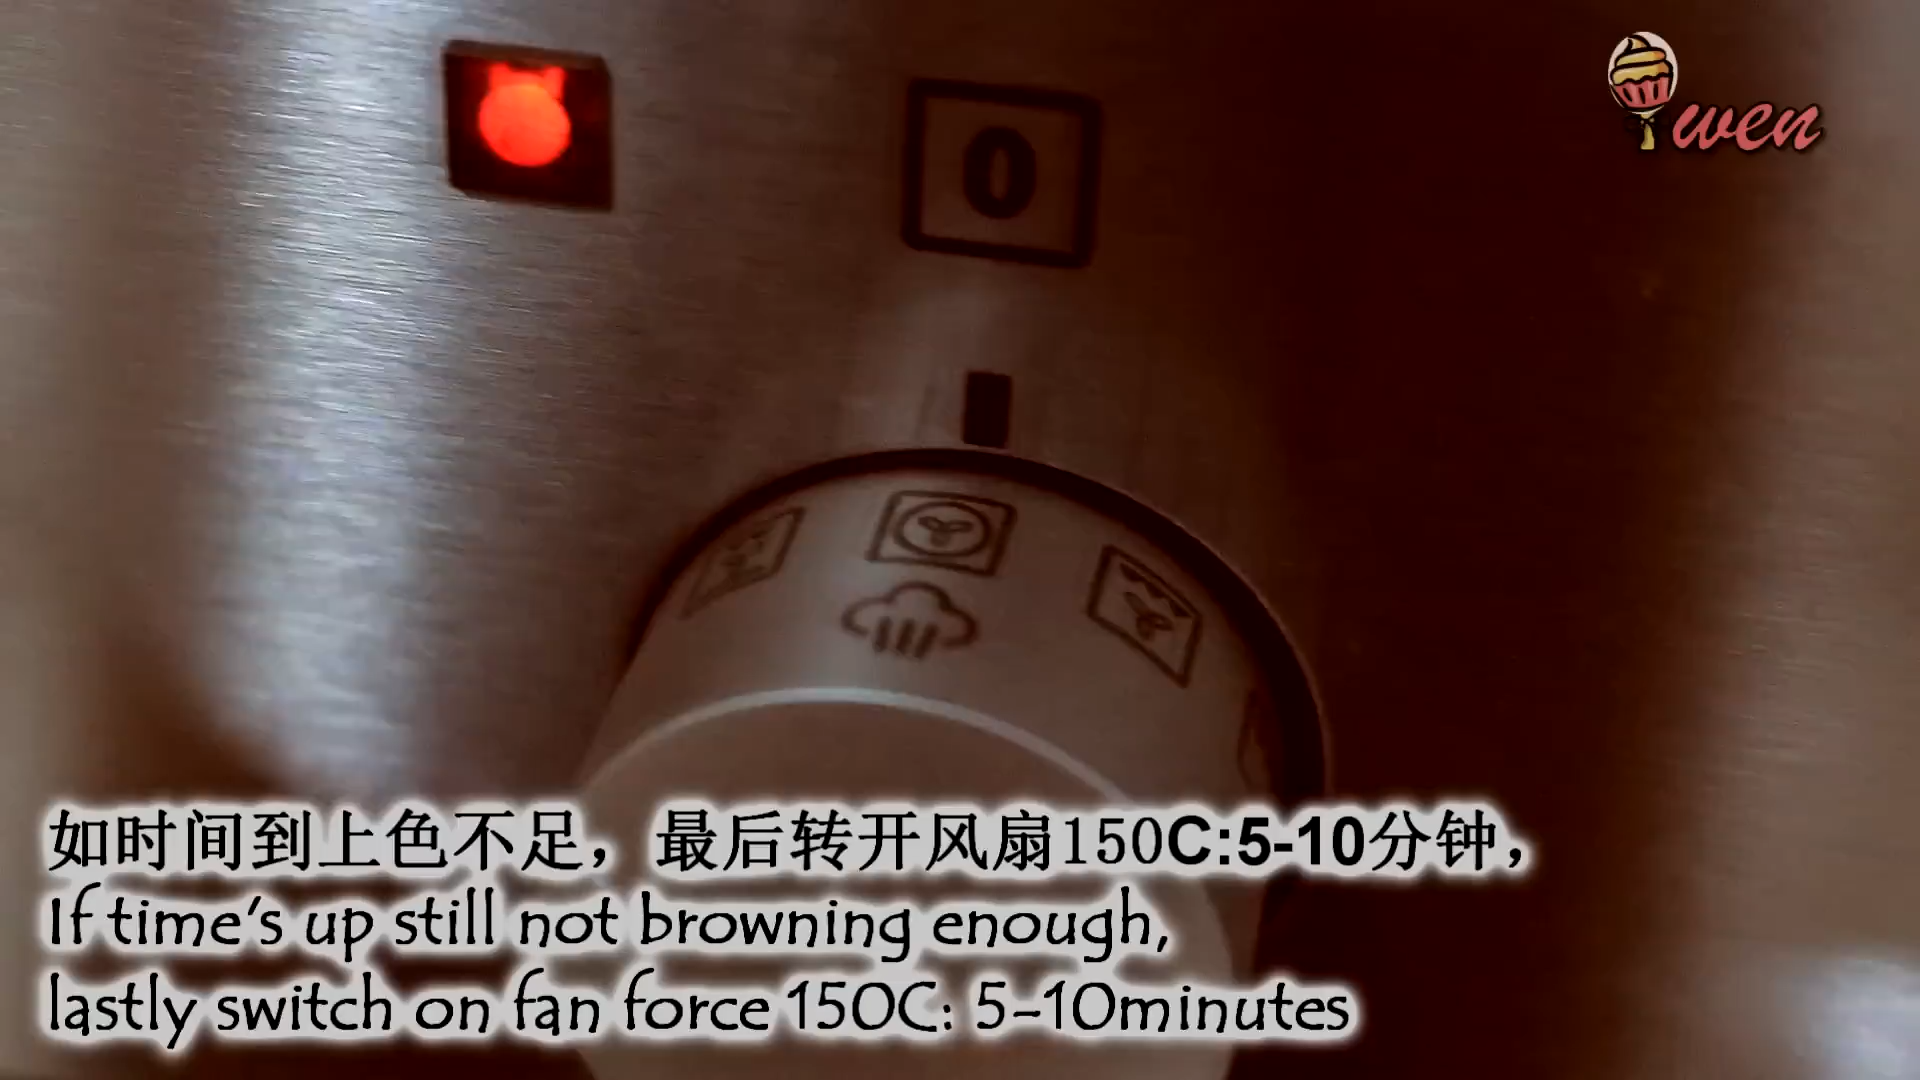 wen
0
如时间到上色不足，最后转开风扇150C:5-10分钟，
If time's up still not browning enough,
lastly switch on fan force 150C: 5-10minutes